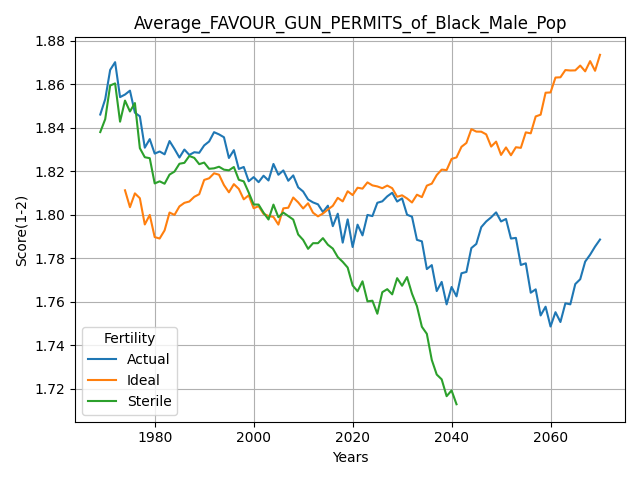 Average_FAVOUR_GUN_PERMITS_of_Black_Male_Pop
Score(1-2)
1.88
1.86
1.84
1.82
1.80
1.78
1.76
1.74
1.72
Fertility
Actual
Ideal
Sterile
1980
2000
2020
2040
2060
Years